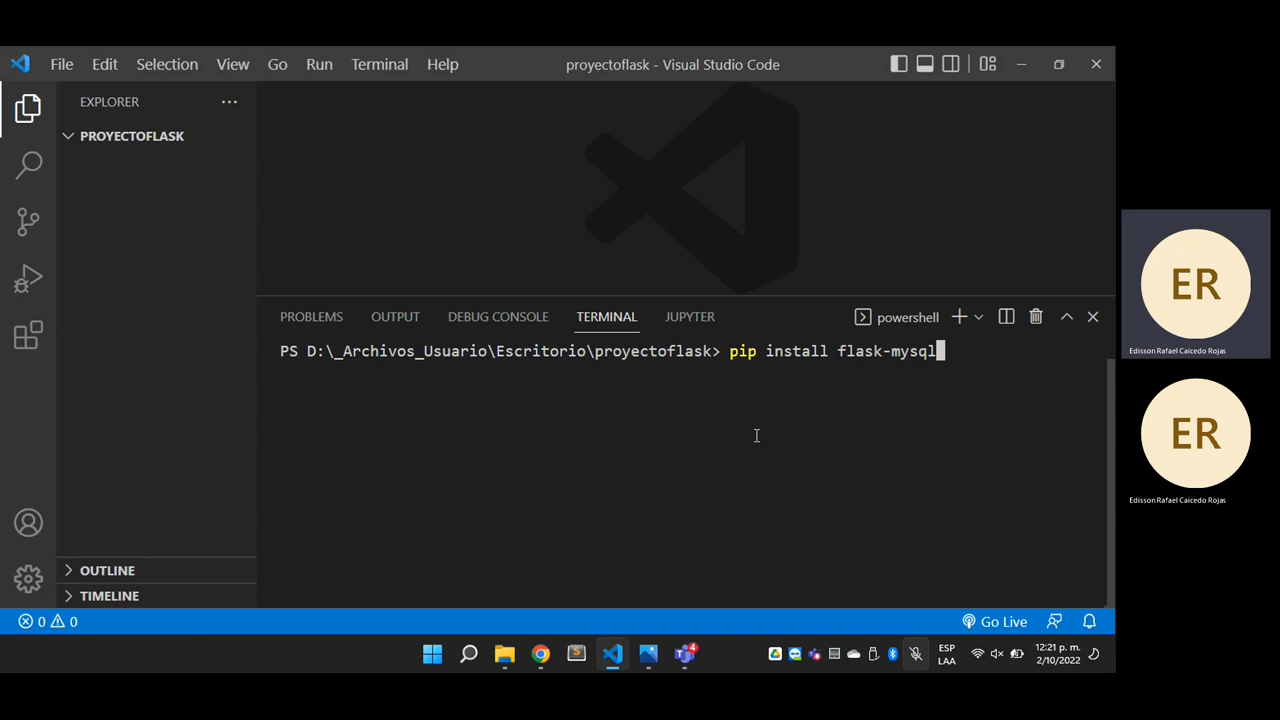 File Edit Selection View Go Run Terminal Help
proyectoflask - Visual Studio Code
EXPLORER
PROYECTOFLASK
PROBLEMS OUTPUT DEBUG CONSOLE TERMINAL JUPYTER
powershell
PS D:\_Archivos_Usuario\Escritorio\proyectoflask> pip install flask-mysql
OUTLINE
TIMELINE
0 0
Go Live
4
ESP
LAA
12:21 p. m.
2/10/2022
ER
Edisson Rafael Caicedo Rojas
ER
Edisson Rafael Caicedo Rojas